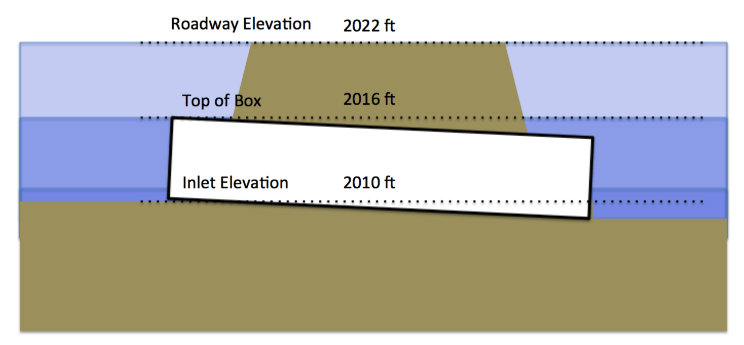 Roadway Elevation 2022 ft
Top of Box 2016 ft
Inlet Elevation 2010 ft